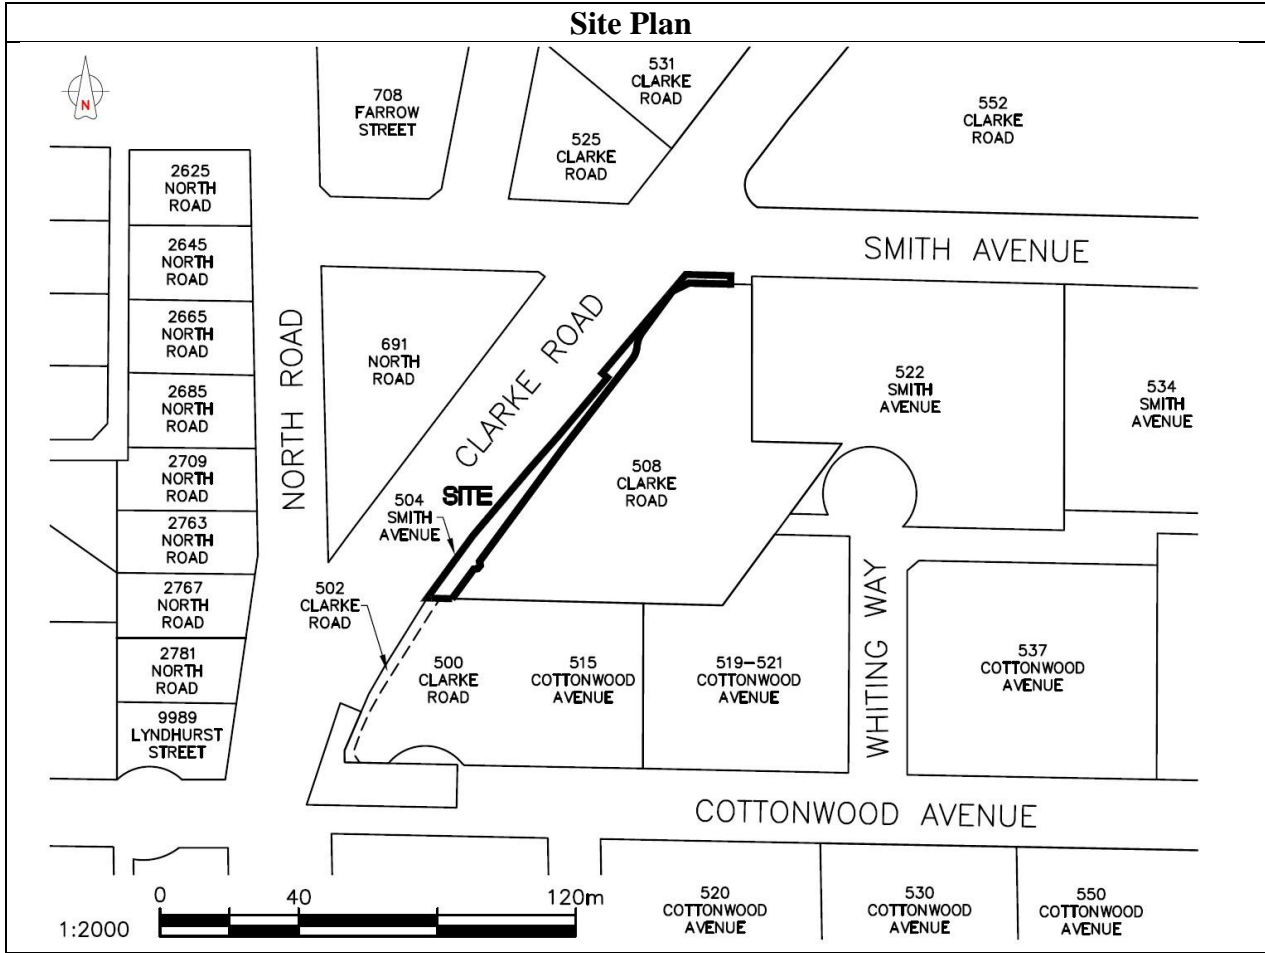 Site Plan
N
708
FARROW
STREET
531
CLARKE
ROAD
525
CLARKE
ROAD
552
CLARKE
ROAD
2625
NORTH
ROAD
2645
NORTH
ROAD
2665
NORTH
ROAD
2685
NORTH
ROAD
2709
NORTH
ROAD
2763
NORTH
ROAD
2767
NORTH
ROAD
2781
NORTH
ROAD
9989
LYNDHURST
STREET
NORTH ROAD
691
NORTH
ROAD
CLARKE ROAD
SMITH AVENUE
522
SMITH
AVENUE
534
SMITH
AVENUE
508
CLARKE
ROAD
SITE
504
SMITH
AVENUE
502
CLARKE
ROAD
500
CLARKE
ROAD
515
COTTONWOOD
AVENUE
519-521
COTTONWOOD
AVENUE
WHITING WAY
537
COTTONWOOD
AVENUE
COTTONWOOD AVENUE
520
COTTONWOOD
AVENUE
530
COTTONWOOD
AVENUE
550
COTTONWOOD
AVENUE
0 40 120m
1:2000